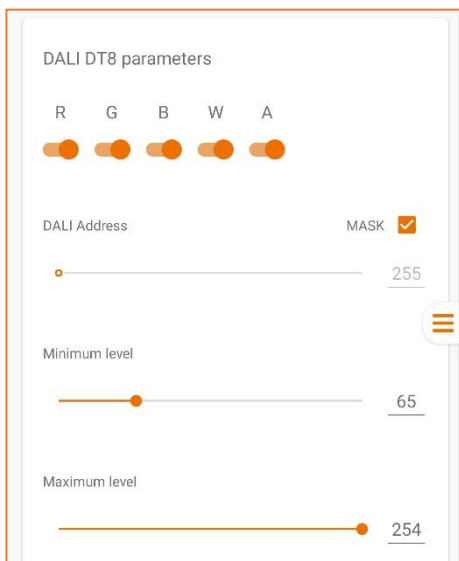 DALI DT8 parameters
R G B W A
DALI Address MASK
255
Minimum level
65
Maximum level
254